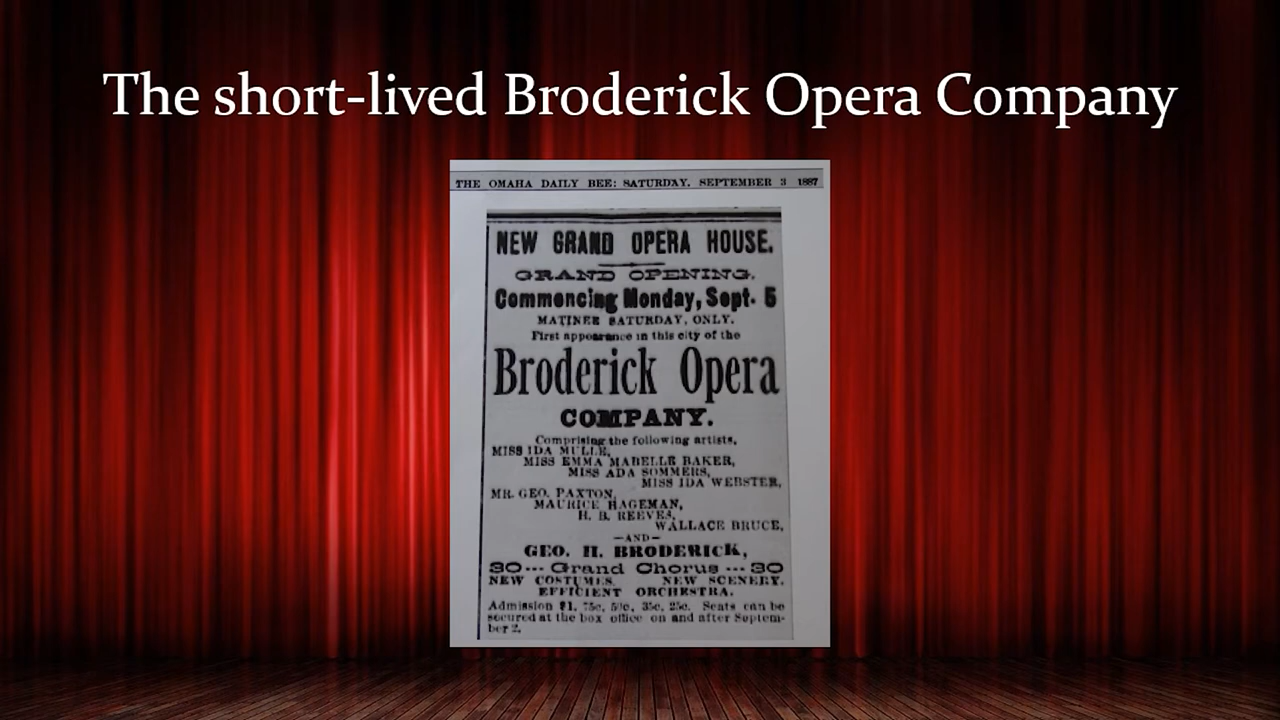 The short-lived Broderick Opera Company
THE OMAHA DAILY BEE: SATURDAY, SEPTEMBER 3 1887
NEW GRAND OPERA HOUSE.
GRAND OPENING.
Commencing Monday, Sept. 5
MATINEE SATURDAY, ONLY.
First appearance in this city of the
Broderick Opera
COMPANY.
Comprising the following artists,
MISS IDA MULLE,
MISS EMMA MABELLE BAKER,
MISS ADA SOMMERS,
MISS IDA WEBSTER,
MR. GEO. PAXTON,
MAURICE HAGEMAN,
H. B. REEVES,
WALLACE BRUCE,
—AND—
GEO. H. BRODERICK,
30--- Grand Chorus ---30
NEW COSTUMES. NEW SCENERY.
EFFICIENT ORCHESTRA.
Admission $1, 75c, 50c, 35c, 25c. Seats can be
secured at the box office on and after Septem-
ber 2.